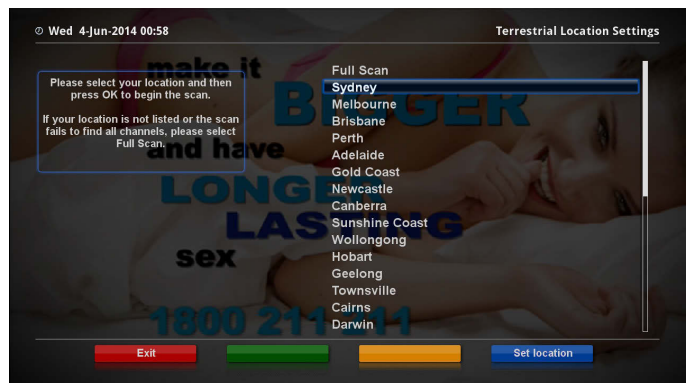 Wed 4-Jun-2014 00:58
Terrestrial Location Settings
Please select your location and then
press OK to begin the scan.
If your location is not listed or the scan
fails to find all channels, please select
Full Scan.
Full Scan
Sydney
Melbourne
Brisbane
Perth
Adelaide
Gold Coast
Newcastle
Canberra
Sunshine Coast
Wollongong
Hobart
Geelong
Townsville
Cairns
Darwin
make it
BIGGER
and have
LONGER
LASTING
sex
1800 211 311
Exit
Set location